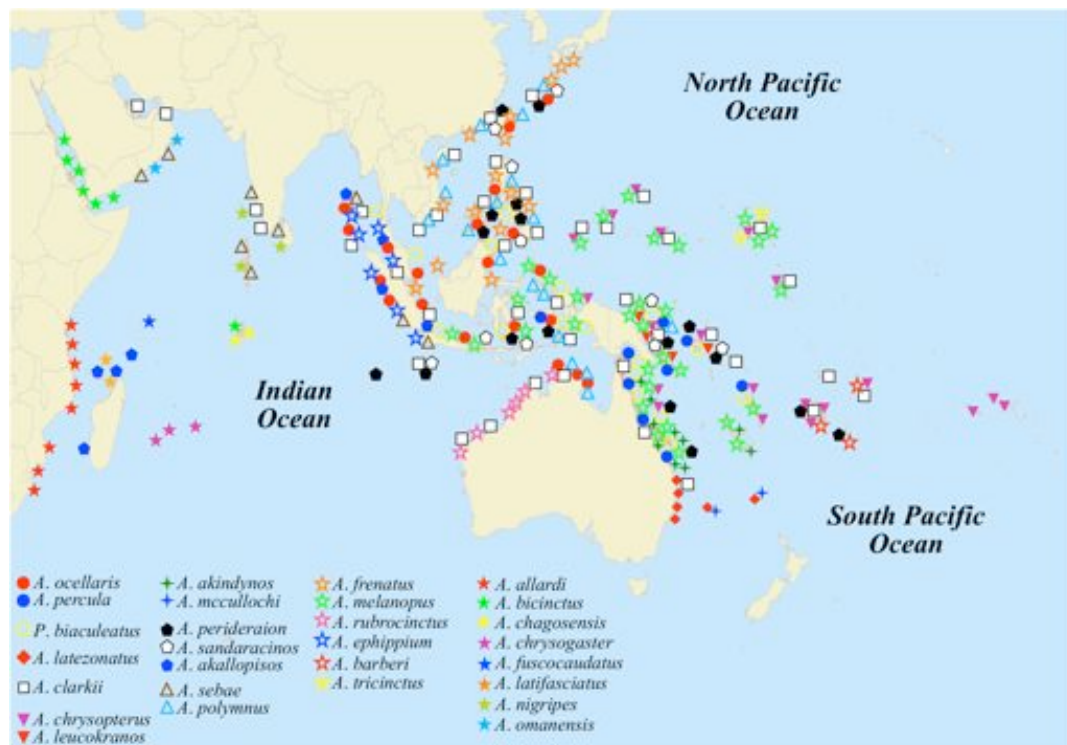 North Pacific
Ocean
Indian
Ocean
South Pacific
Ocean
A. ocellaris
A. percula
P. biaculeatus
A. latezonatus
A. clarkii
A. chrysopterus
A. leucokranos
A. akindynos
A. mccullochi
A. perideraion
A. sandaracinos
A. akallopisos
A. sebae
A. polymnus
A. frenatus
A. melanopus
A. rubrocinctus
A. ephippium
A. barberi
A. tricinctus
A. allardi
A. bicinctus
A. chagosensis
A. chrysogaster
A. fuscocaudatus
A. latifasciatus
A. nigripes
A. omanensis